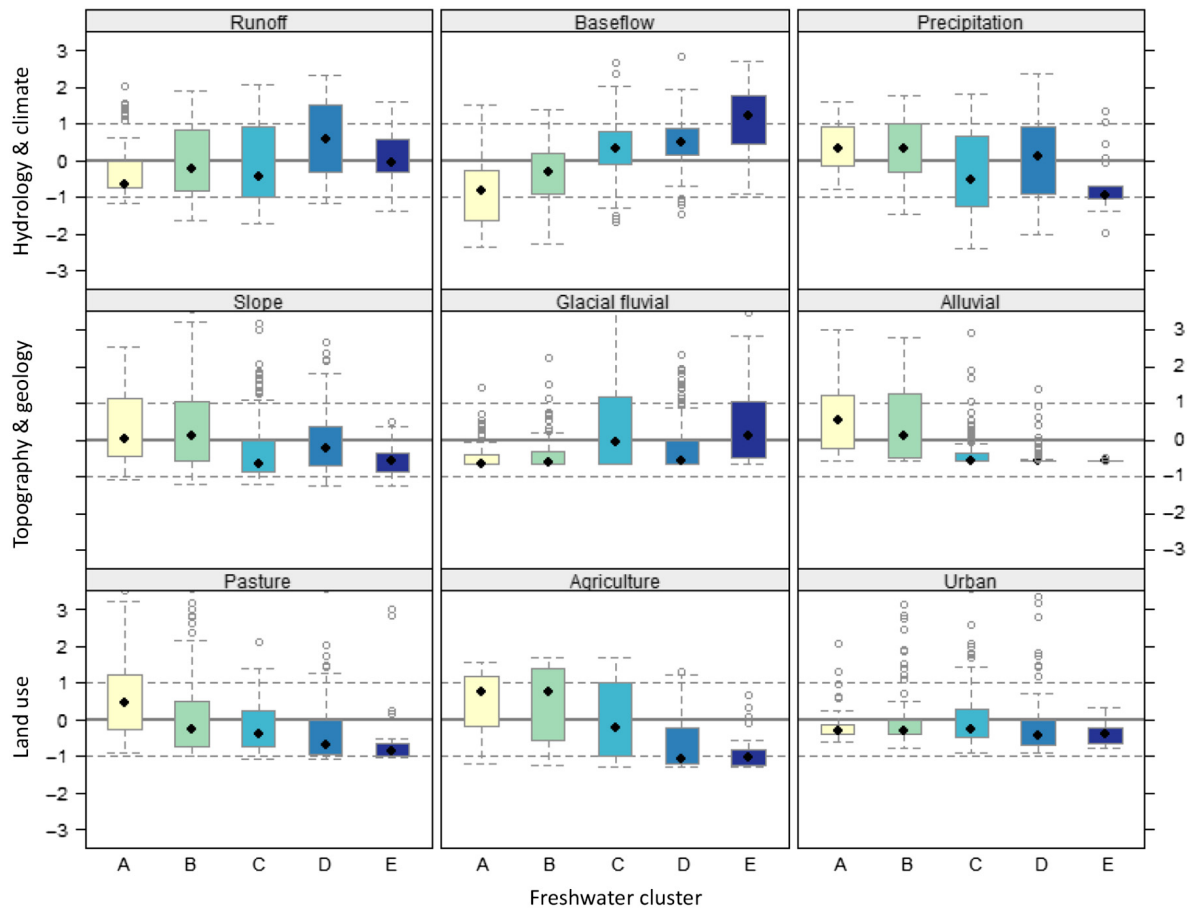 Runoff Baseflow Precipitation
Hydrology & climate
3
2
1
0
−1
−2
−3
Slope Glacial fluvial Alluvial
Topography & geology
3
2
1
0
−1
−2
−3
Pasture Agriculture Urban
Land use
3
2
1
0
−1
−2
−3
A B C D E A B C D E A B C D E
Freshwater cluster